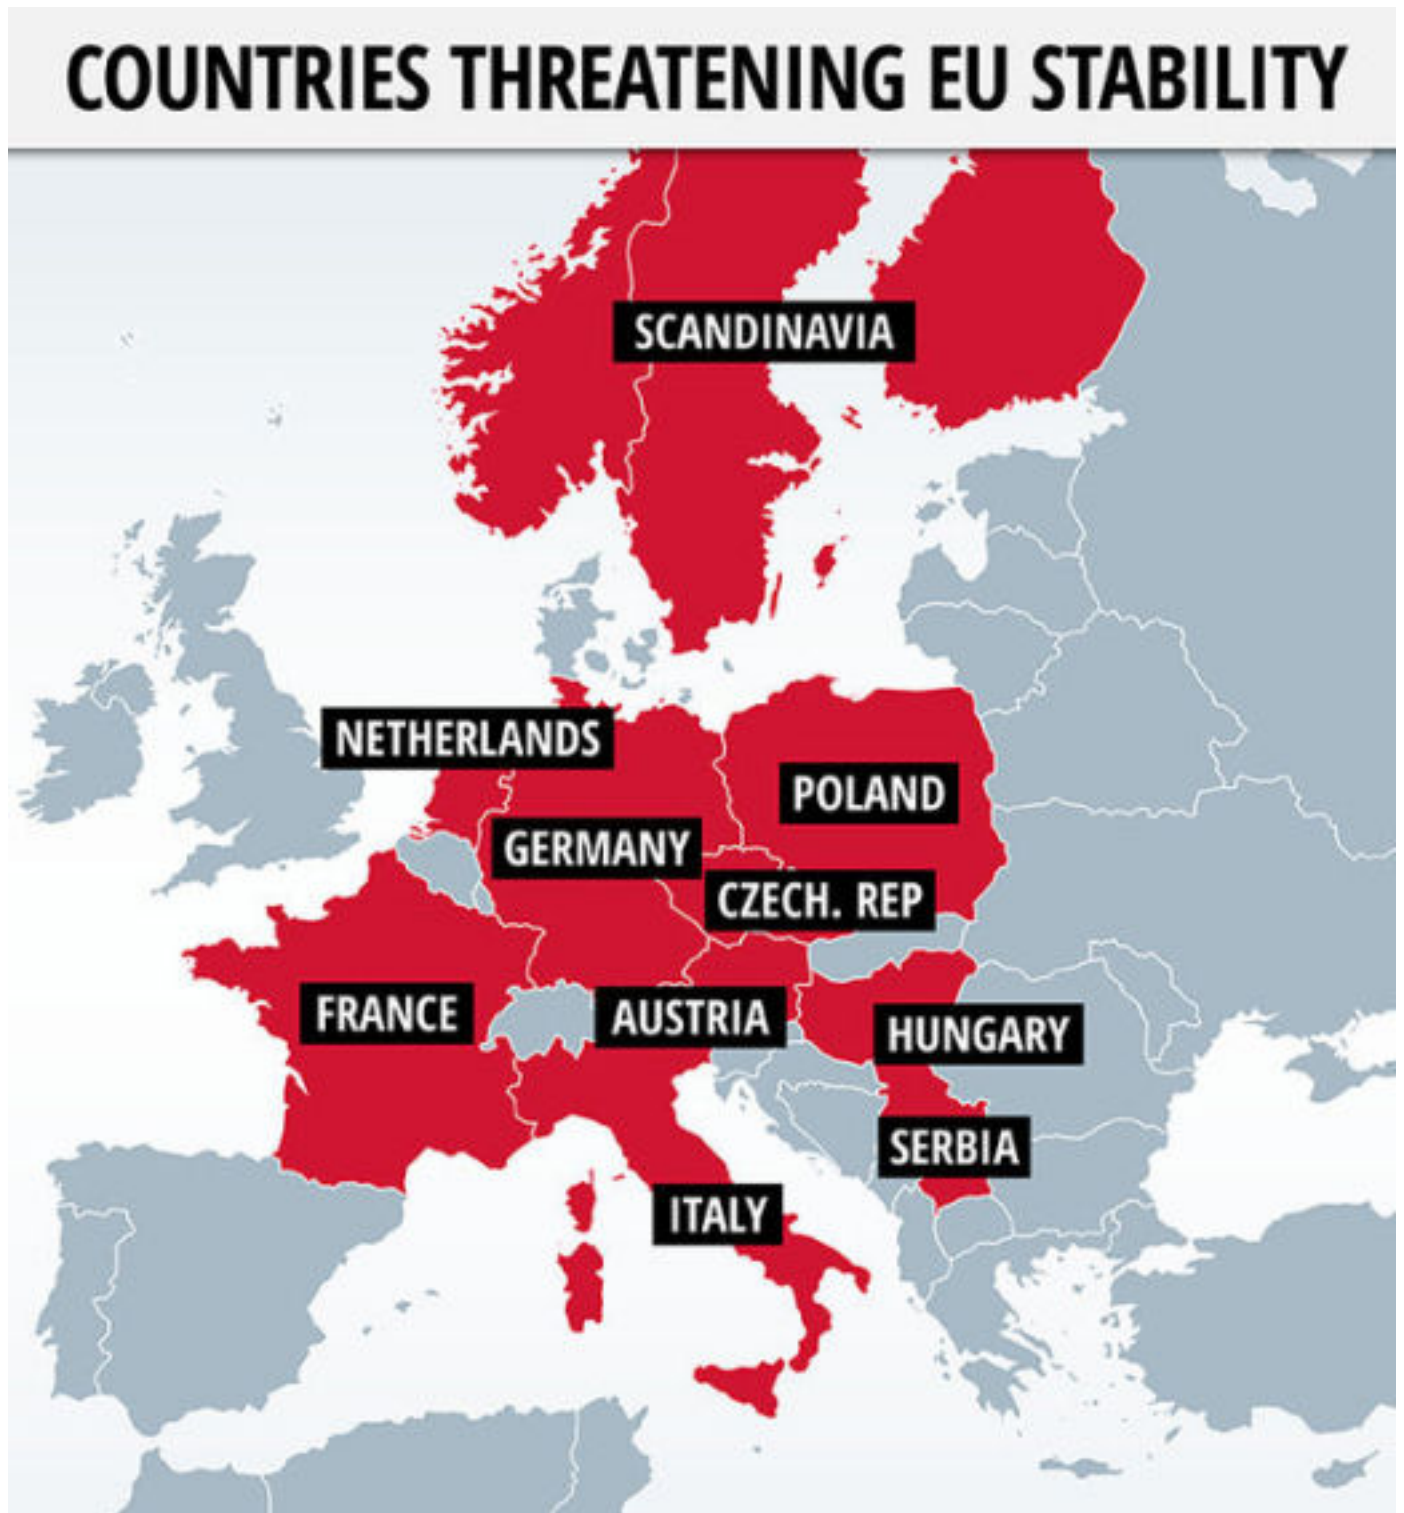 COUNTRIES THREATENING EU STABILITY
SCANDINAVIA
NETHERLANDS
POLAND
GERMANY
CZECH. REP
FRANCE
AUSTRIA
HUNGARY
SERBIA
ITALY